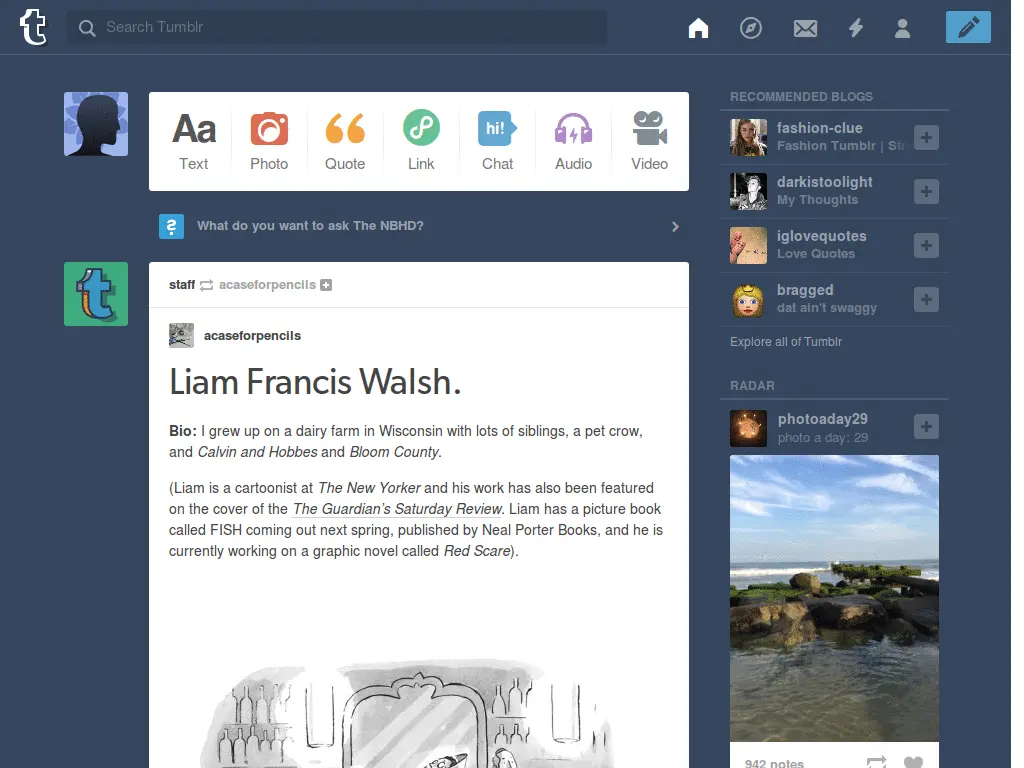 t Search Tumblr
Aa hi!
Text Photo Quote Link Chat Audio Video
? What do you want to ask The NBHD?
t
staff acaseforpencils
acaseforpencils
Liam Francis Walsh.
Bio: I grew up on a dairy farm in Wisconsin with lots of siblings, a pet crow,
and Calvin and Hobbes and Bloom County.
(Liam is a cartoonist at The New Yorker and his work has also been featured
on the cover of the The Guardian’s Saturday Review. Liam has a picture book
called FISH coming out next spring, published by Neal Porter Books, and he is
currently working on a graphic novel called Red Scare).
RECOMMENDED BLOGS
fashion-clue
Fashion Tumblr |
darkistoolight
My Thoughts
iglovequotes
Love Quotes
bragged
dat ain't swaggy
Explore all of Tumblr
RADAR
photoaday29
photo a day: 29
942 notes